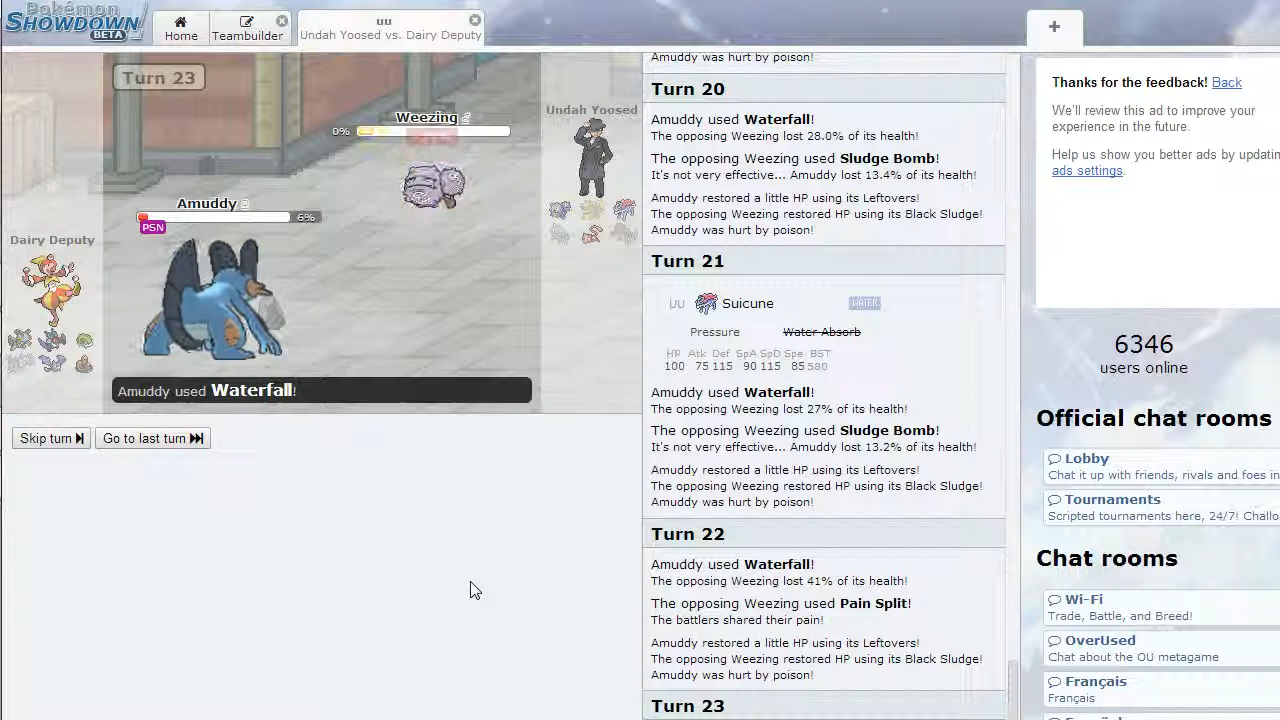 Pokémon
SHOWDOWN
BETA
Home
Teambuilder
uu
Undah Yoosed vs. Dairy Deputy
+
Turn 23
Weezing
0%
Undah Yoosed
Amuddy
6%
PSN
Dairy Deputy
Amuddy used Waterfall!
Skip turn
Go to last turn
Amuddy was hurt by poison!
Turn 20
Amuddy used Waterfall!
The opposing Weezing lost 28.0% of its health!
The opposing Weezing used Sludge Bomb!
It's not very effective... Amuddy lost 13.4% of its health!
Amuddy restored a little HP using its Leftovers!
The opposing Weezing restored HP using its Black Sludge!
Amuddy was hurt by poison!
Turn 21
UU Suicune WATER
Pressure Water Absorb
HP Atk Def SpA SpD Spe BST
100 75 115 90 115 85 580
Amuddy used Waterfall!
The opposing Weezing lost 27% of its health!
The opposing Weezing used Sludge Bomb!
It's not very effective... Amuddy lost 13.2% of its health!
Amuddy restored a little HP using its Leftovers!
The opposing Weezing restored HP using its Black Sludge!
Amuddy was hurt by poison!
Turn 22
Amuddy used Waterfall!
The opposing Weezing lost 41% of its health!
The opposing Weezing used Pain Split!
The battlers shared their pain!
Amuddy restored a little HP using its Leftovers!
The opposing Weezing restored HP using its Black Sludge!
Amuddy was hurt by poison!
Turn 23
Thanks for the feedback! Back
We'll review this ad to improve your
experience in the future.
Help us show you better ads by updatin
ads settings.
6346
users online
Official chat rooms
Lobby
Chat it up with friends, rivals and foes in
Tournaments
Scripted tournaments here, 24/7! Challo
Chat rooms
Wi-Fi
Trade, Battle, and Breed!
OverUsed
Chat about the OU metagame
Français
Français